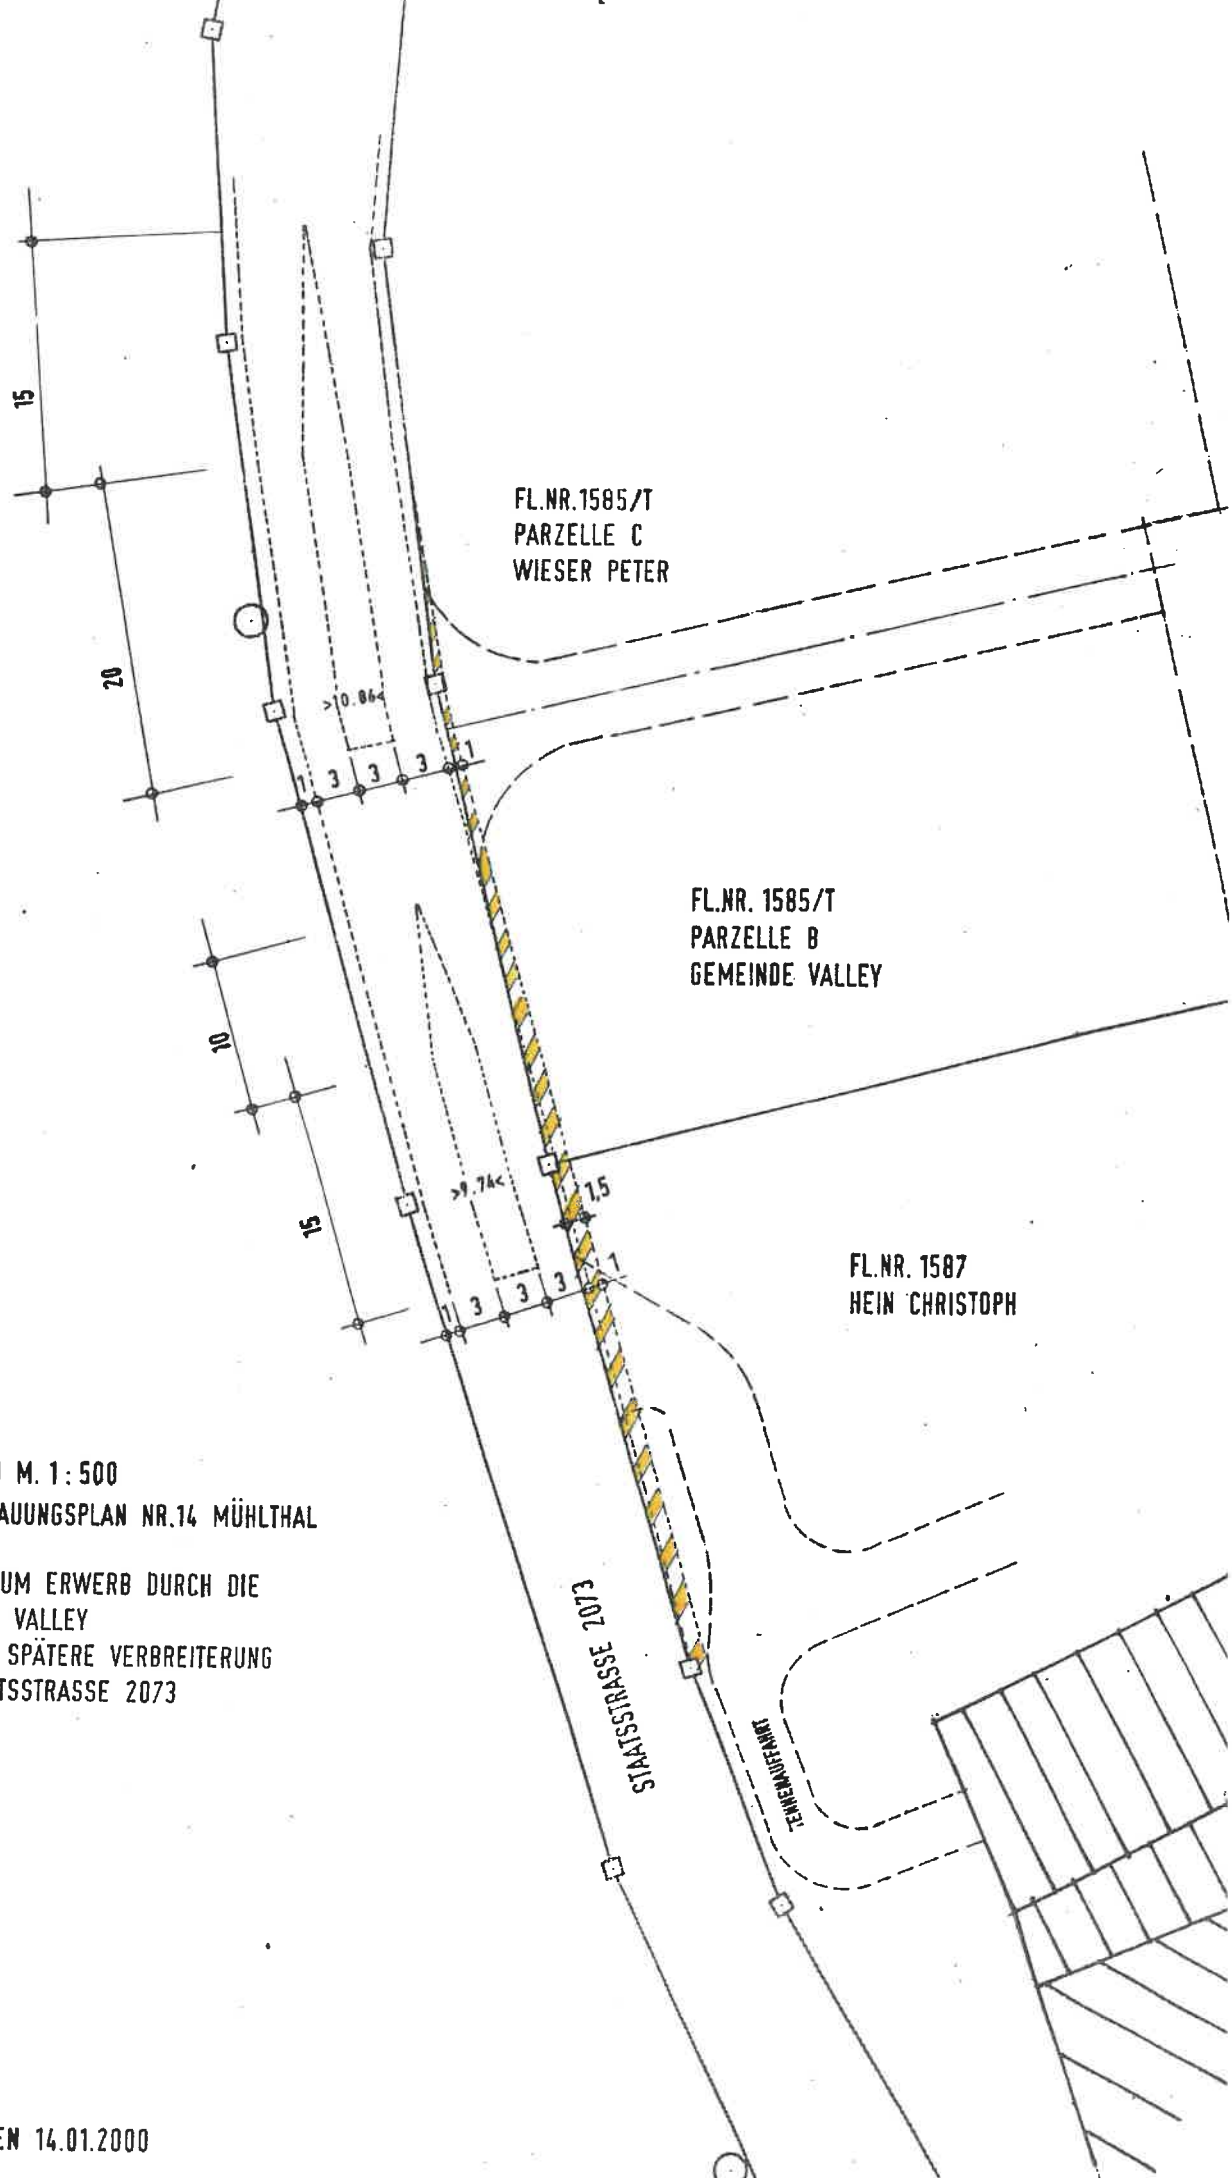 15
FL.NR.1585/T
PARZELLE C
WIESER PETER
20
>10.86<
1 3 3 3 1
FL.NR. 1585/T
PARZELLE B
GEMEINDE VALLEY
10
15
>9.74<
1,5
1 3 3 3 1
FL.NR. 1587
HEIN CHRISTOPH
M. 1:500
AUUNGSPLAN NR.14 MÜHLTHAL
UM ERWERB DURCH DIE
VALLEY
SPÄTERE VERBREITERUNG
TSSTRASSE 2073
STAATSSTRASSE 2073
TENNENAUFFAHRT
EN 14.01.2000